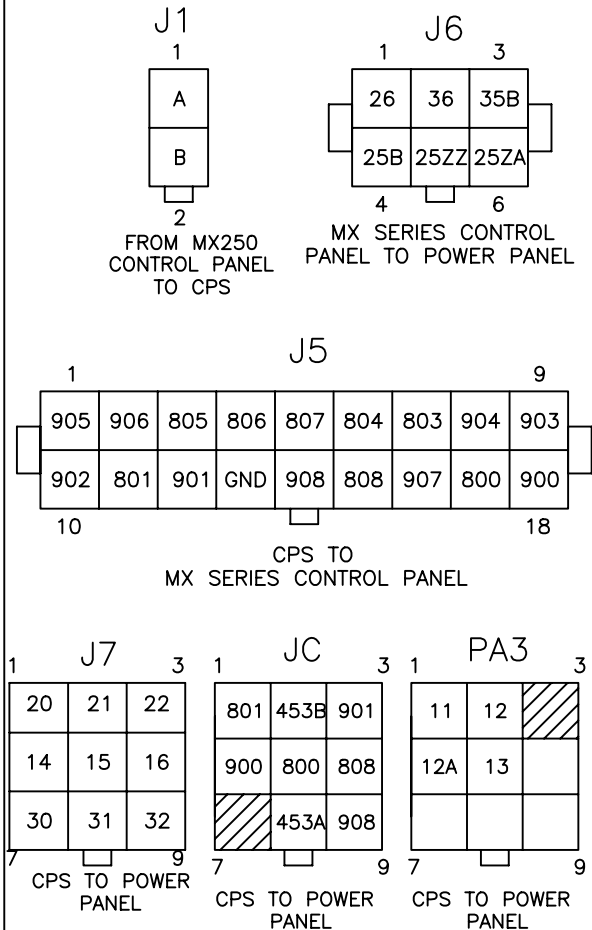 J1
1
A
B
2
FROM MX250
CONTROL PANEL
TO CPS
J6
1 3
26 36 35B
25B 25ZZ 25ZA
4 6
MX SERIES CONTROL
PANEL TO POWER PANEL
J5
1 9
905 906 805 806 807 804 803 904 903
902 801 901 GND 908 808 907 800 900
10 18
CPS TO
MX SERIES CONTROL PANEL
J7
1 3
20 21 22
14 15 16
30 31 32
7 9
CPS TO POWER
PANEL
JC
1 3
801 453B 901
900 800 808
453A 908
7 9
CPS TO POWER
PANEL
PA3
1 3
11 12
12A 13
7 9
CPS TO POWER
PANEL